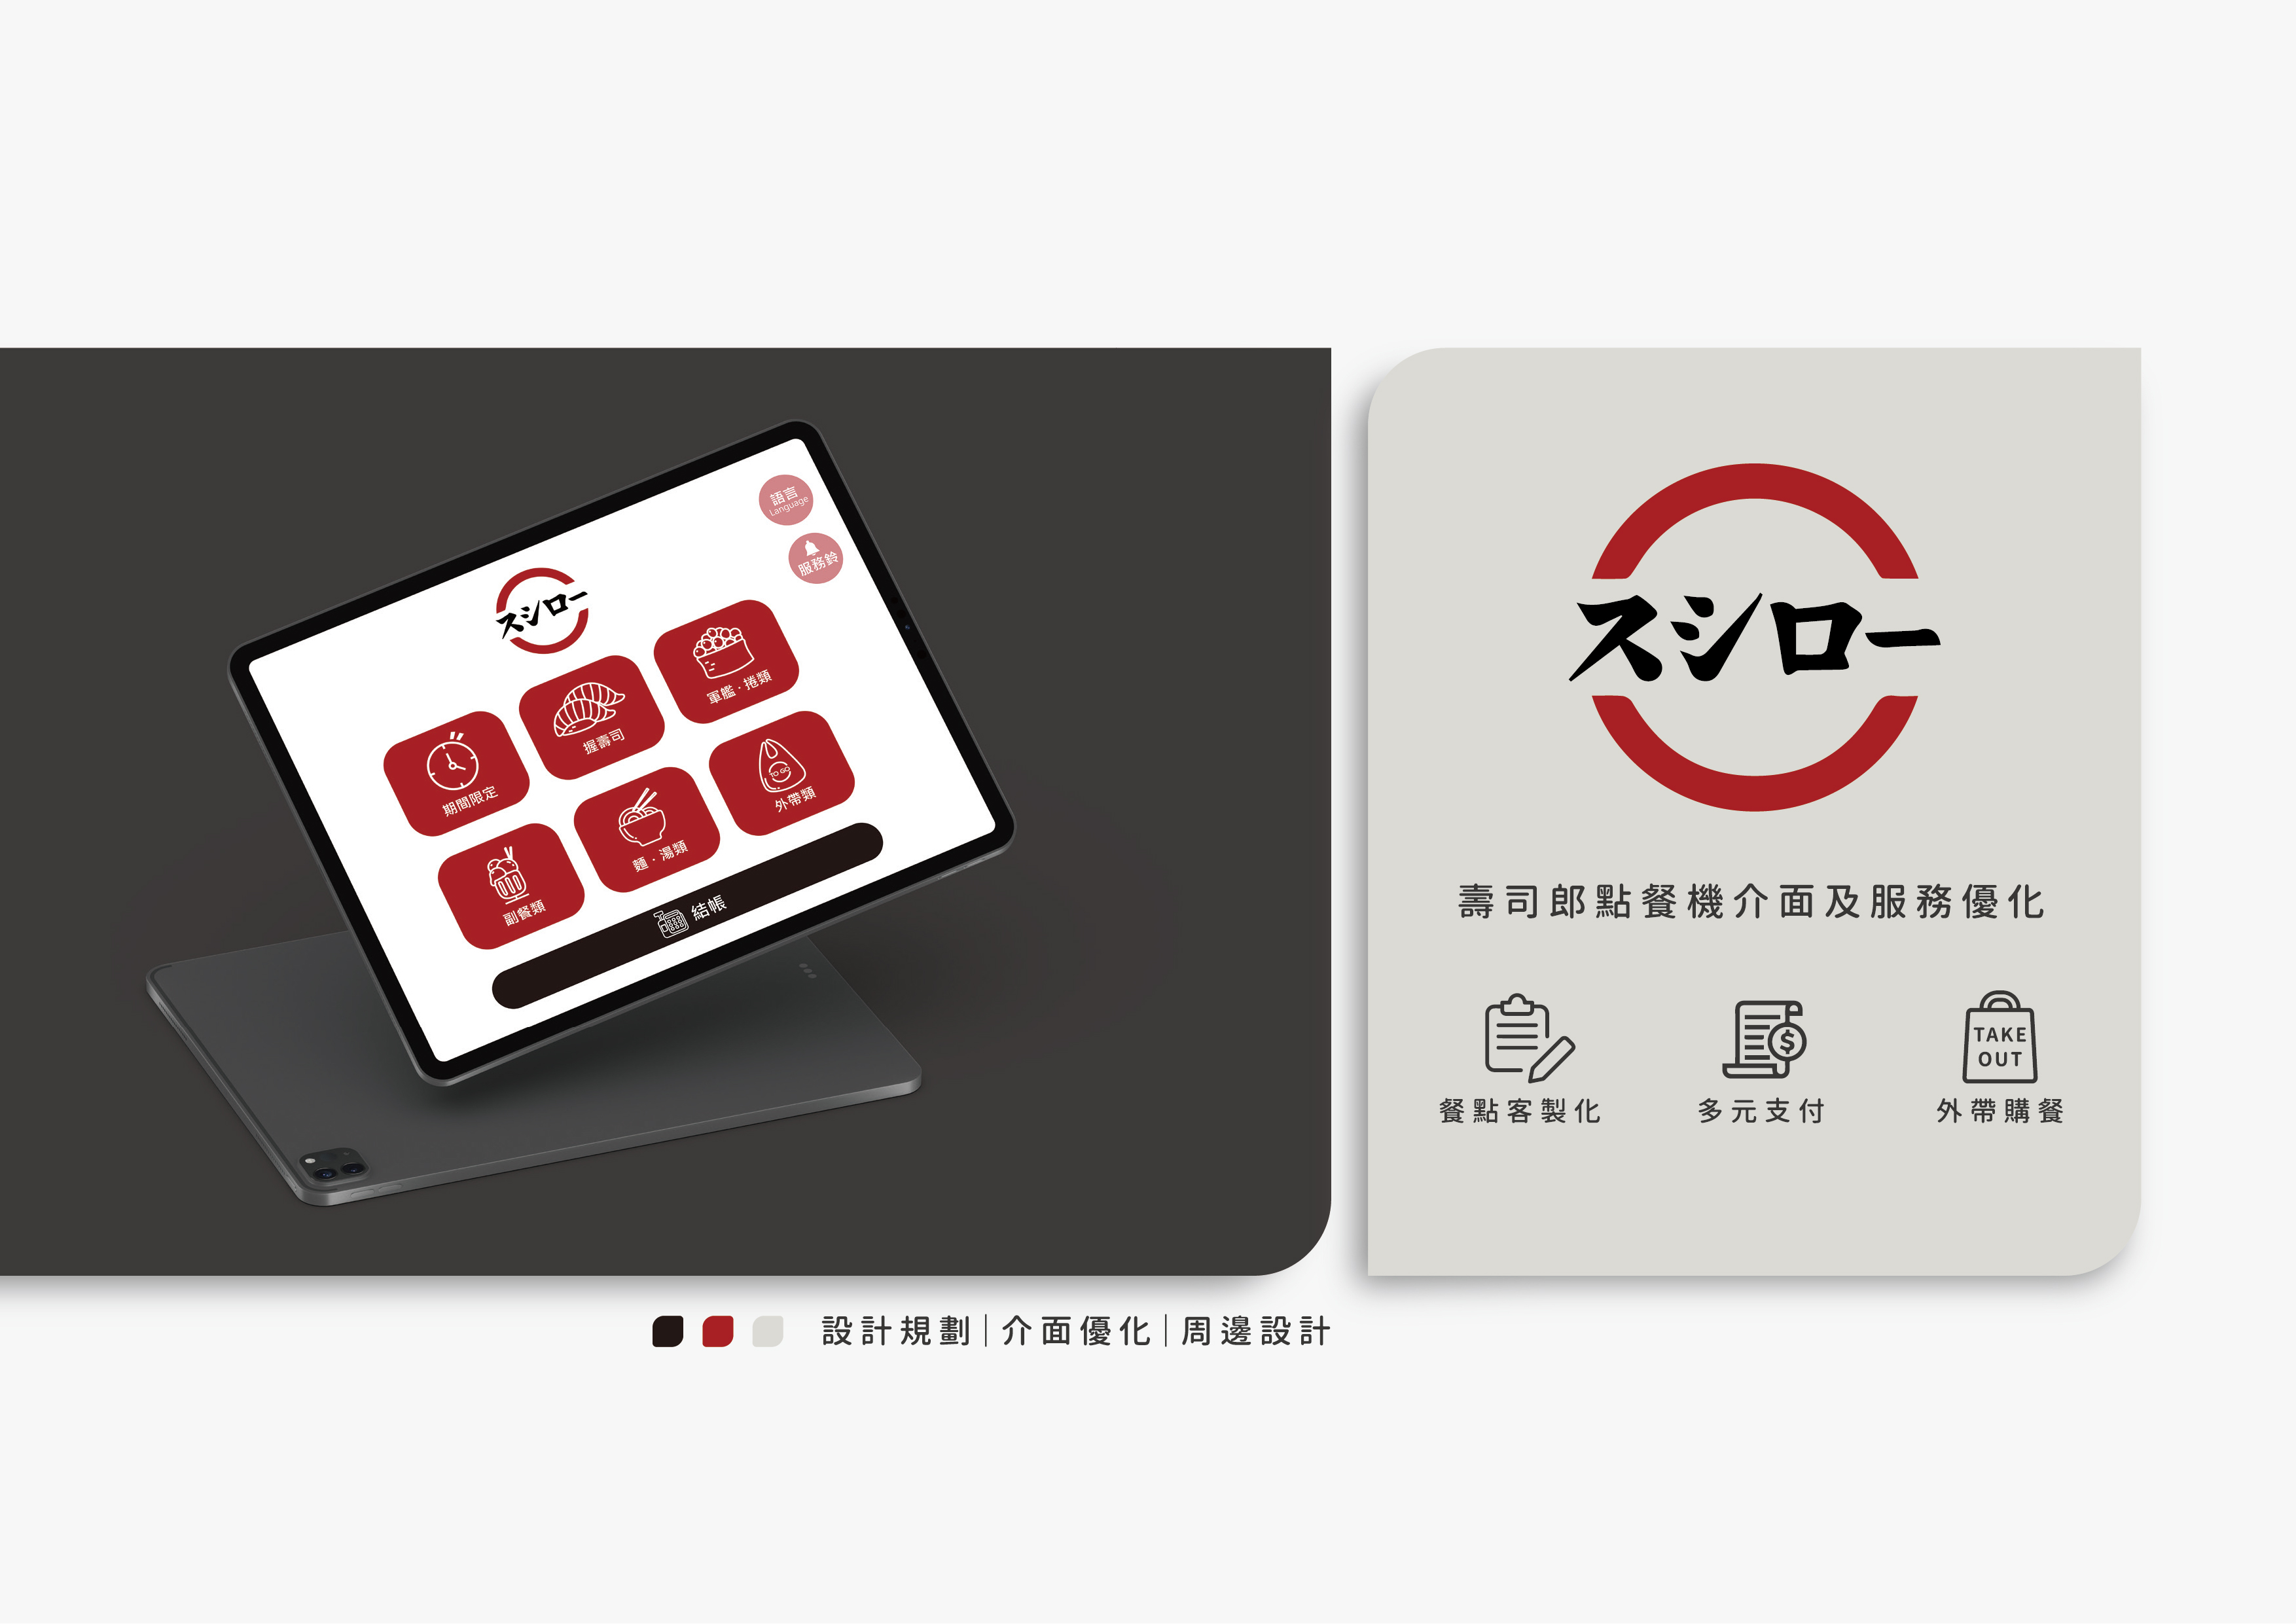 語言
Language
服務鈴
スシロー
期間限定
握壽司
軍艦·捲類
副餐類
麵·湯類
TO GO
外帶類
結帳
スシロー
壽司郎點餐機介面及服務優化
$
TAKE
OUT
餐點客製化
多元支付
外帶購餐
設計規劃|介面優化|周邊設計